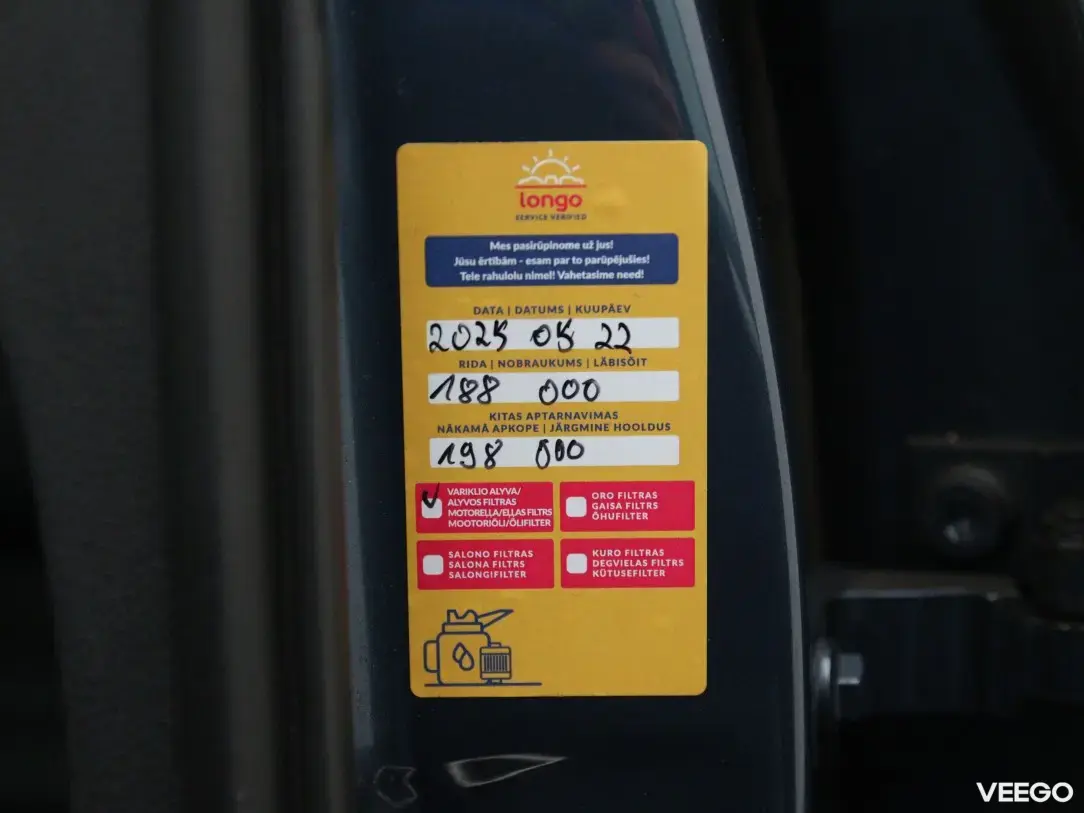 longo
SERVICE VERIFIED
Mes pasirūpinome už jus!
Jūsu ērtībām - esam par to parūpējušies!
Teie rahulolu nimel! Vahetasime need!
DATA | DATUMS | KUUPÄEV
2025 05 22
RIDA | NOBRAUKUMS | LÄBISÕIT
188 000
KITAS APTARNAVIMAS
NĀKAMĀ APKOPE | JÄRGMINE HOOLDUS
198 000
VARIKLIO ALYVA/
ALYVOS FILTRAS
MOTOREĻĻA/EĻĻAS FILTRS
MOOTORIÕLI/ÕLIFILTER
ORO FILTRAS
GAISA FILTRS
ÕHUFILTER
SALONO FILTRAS
SALONA FILTRS
SALONGIFILTER
KURO FILTRAS
DEGVIELAS FILTRS
KÜTUSEFILTER
VEEGO